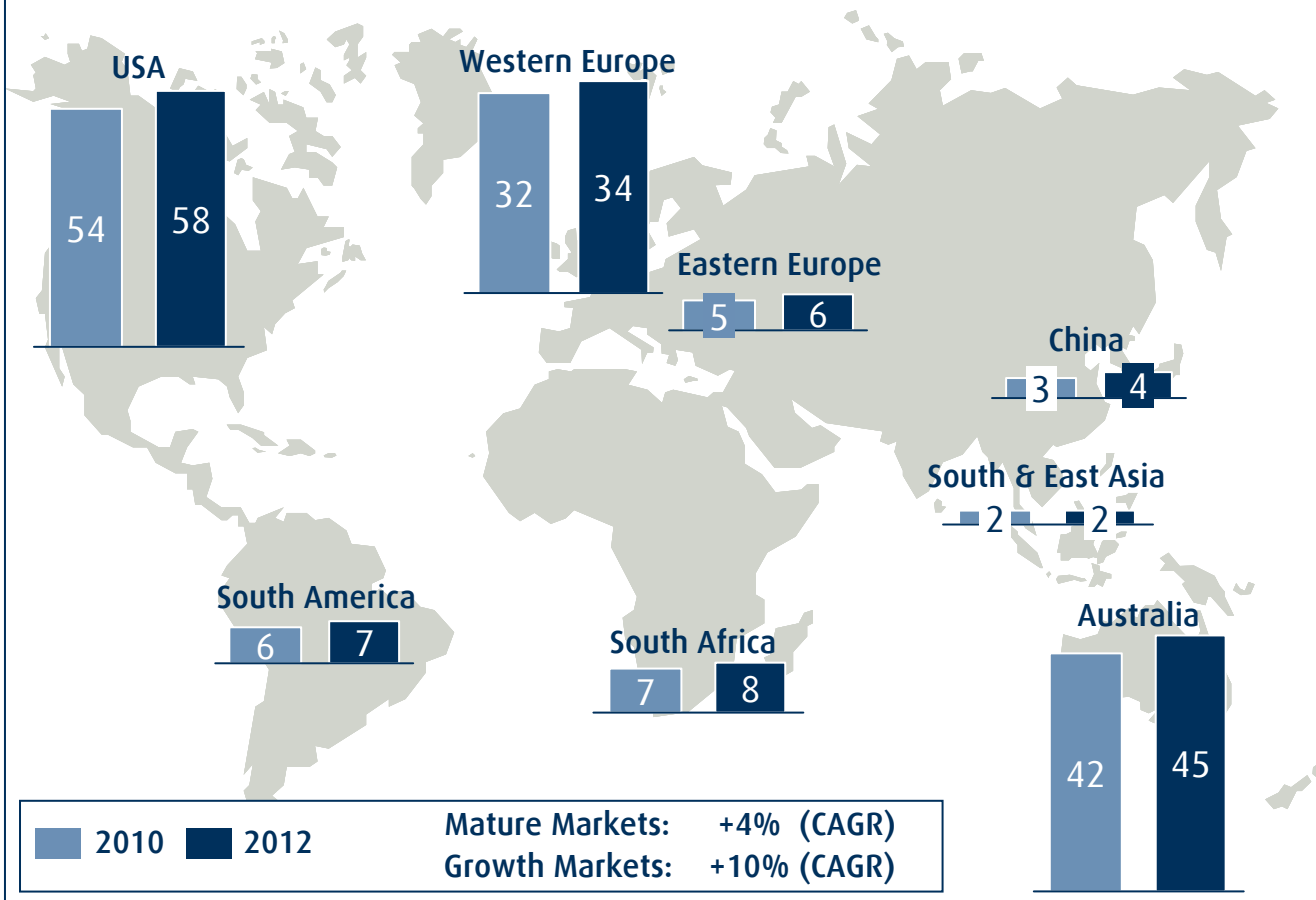 USA
54 58
Western Europe
32 34
Eastern Europe
5 6
China
3 4
South & East Asia
2 2
South America
6 7
South Africa
7 8
Australia
42 45
2010 2012
Mature Markets: +4% (CAGR)
Growth Markets: +10% (CAGR)